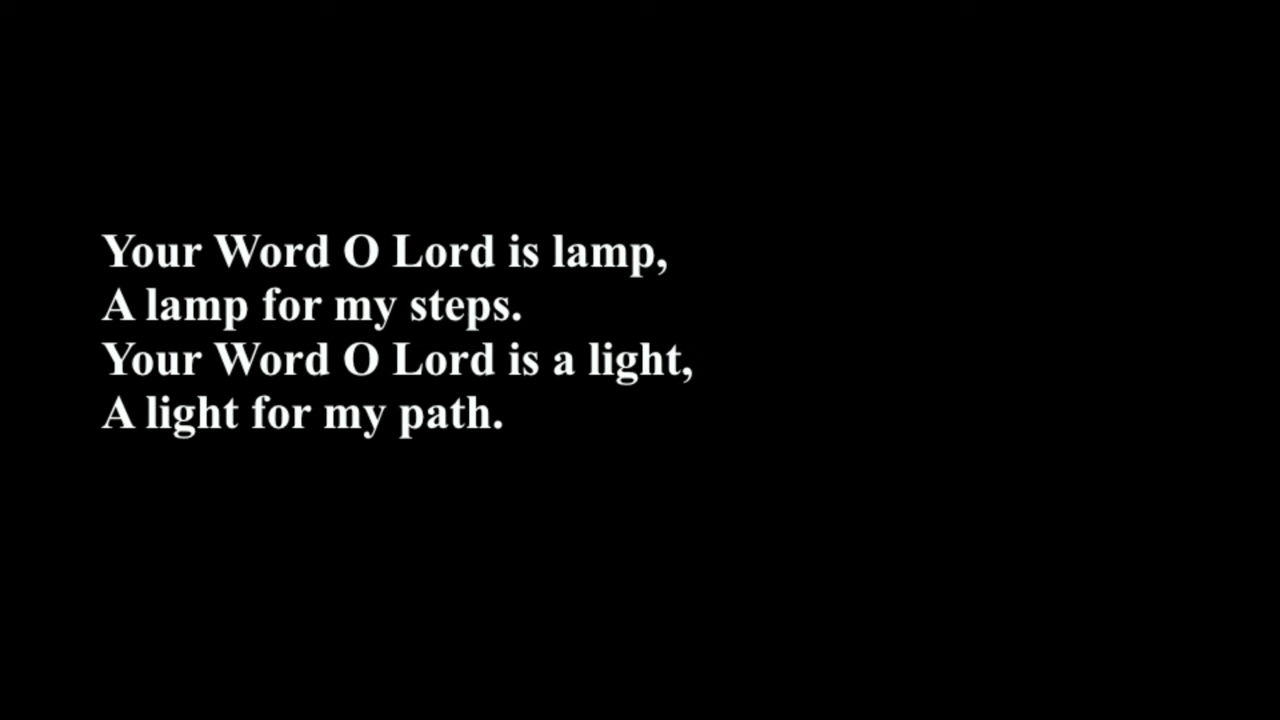 Your Word O Lord is lamp,
A lamp for my steps.
Your Word O Lord is a light,
A light for my path.